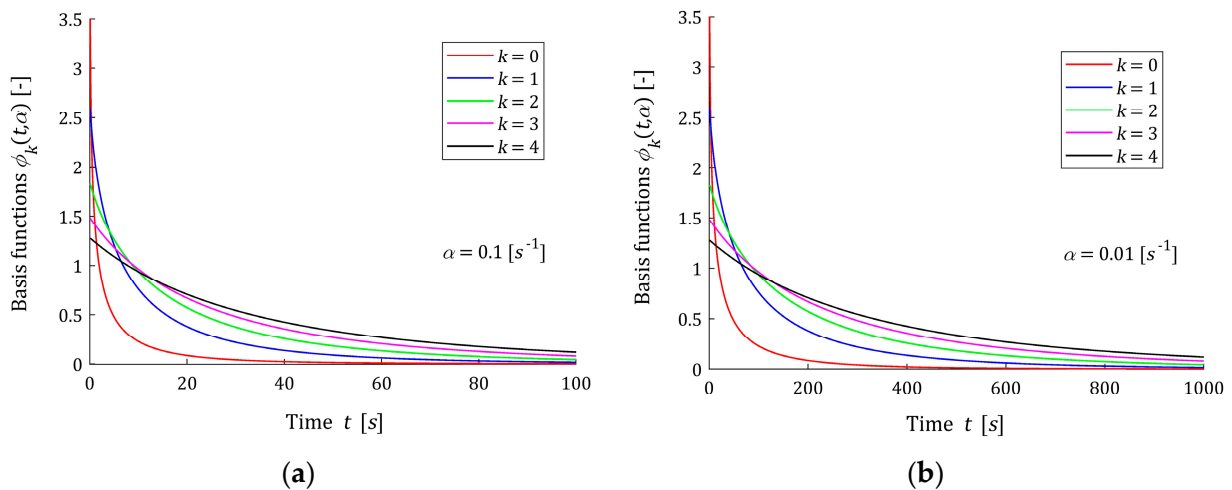 3.5
3
2.5
2
1.5
1
0.5
0
Basis functions ϕₖ(t,α) [-]
k = 0
k = 1
k = 2
k = 3
k = 4
α = 0.1 [s⁻¹]
0 20 40 60 80 100
Time t [s]
(a)
3.5
3
2.5
2
1.5
1
0.5
0
Basis functions ϕₖ(t,α) [-]
k = 0
k = 1
k = 2
k = 3
k = 4
α = 0.01 [s⁻¹]
0 200 400 600 800 1000
Time t [s]
(b)